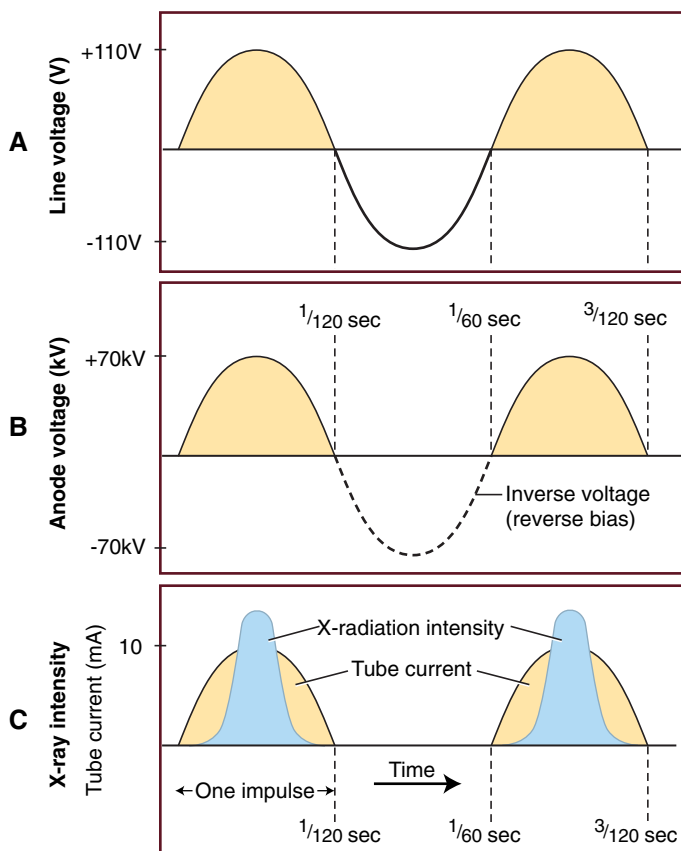 A
Line voltage (V)
+110V
-110V
B
Anode voltage (kV)
1/120 sec
1/60 sec
3/120 sec
+70kV
Inverse voltage
(reverse bias)
-70kV
C
X-ray intensity
Tube current (mA)
10
X-radiation intensity
Tube current
Time
One impulse
1/120 sec
1/60 sec
3/120 sec